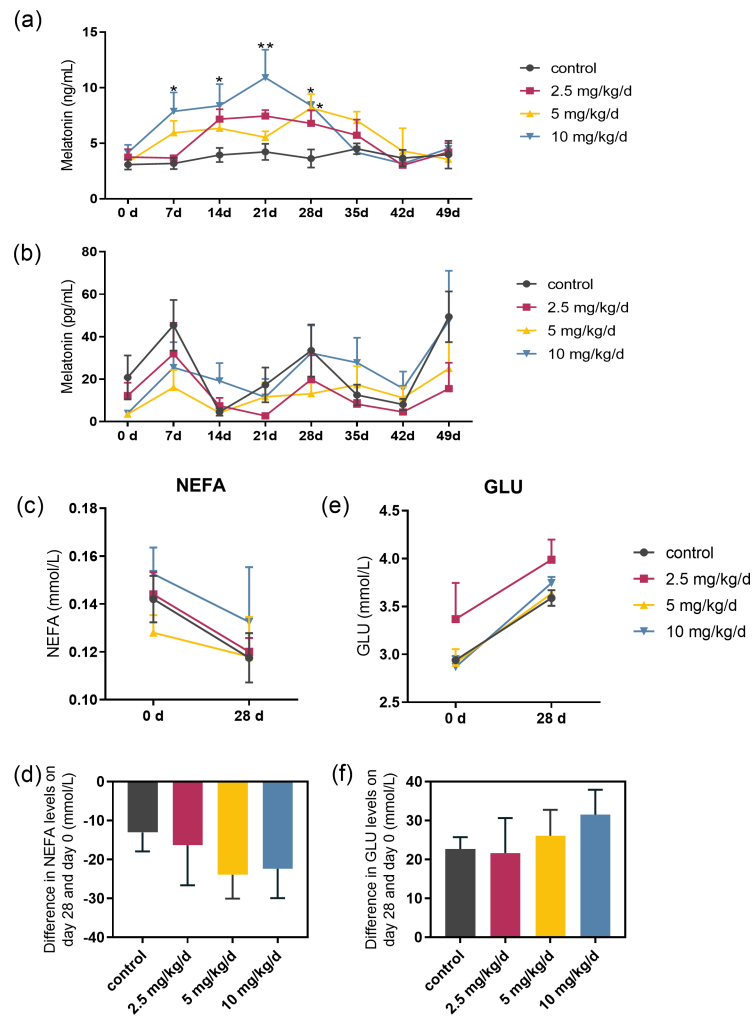 (a)
15
10
5
0
Melatonin (ng/mL)
* * ** * *
0 d 7d 14d 21d 28d 35d 42d 49d
control
2.5 mg/kg/d
5 mg/kg/d
10 mg/kg/d
(b)
80
60
40
20
0
Melatonin (pg/mL)
0 d 7d 14d 21d 28d 35d 42d 49d
control
2.5 mg/kg/d
5 mg/kg/d
10 mg/kg/d
(c)
NEFA
0.18
0.16
0.14
0.12
0.10
NEFA (mmol/L)
0 d 28 d
(e)
GLU
4.5
4.0
3.5
3.0
2.5
GLU (mmol/L)
0 d 28 d
control
2.5 mg/kg/d
5 mg/kg/d
10 mg/kg/d
(d)
0
-10
-20
-30
-40
Difference in NEFA levels on
day 28 and day 0 (mmol/L)
control
2.5 mg/kg/d
5 mg/kg/d
10 mg/kg/d
(f)
40
30
20
10
0
Difference in GLU levels on
day 28 and day 0 (mmol/L)
control
2.5 mg/kg/d
5 mg/kg/d
10 mg/kg/d